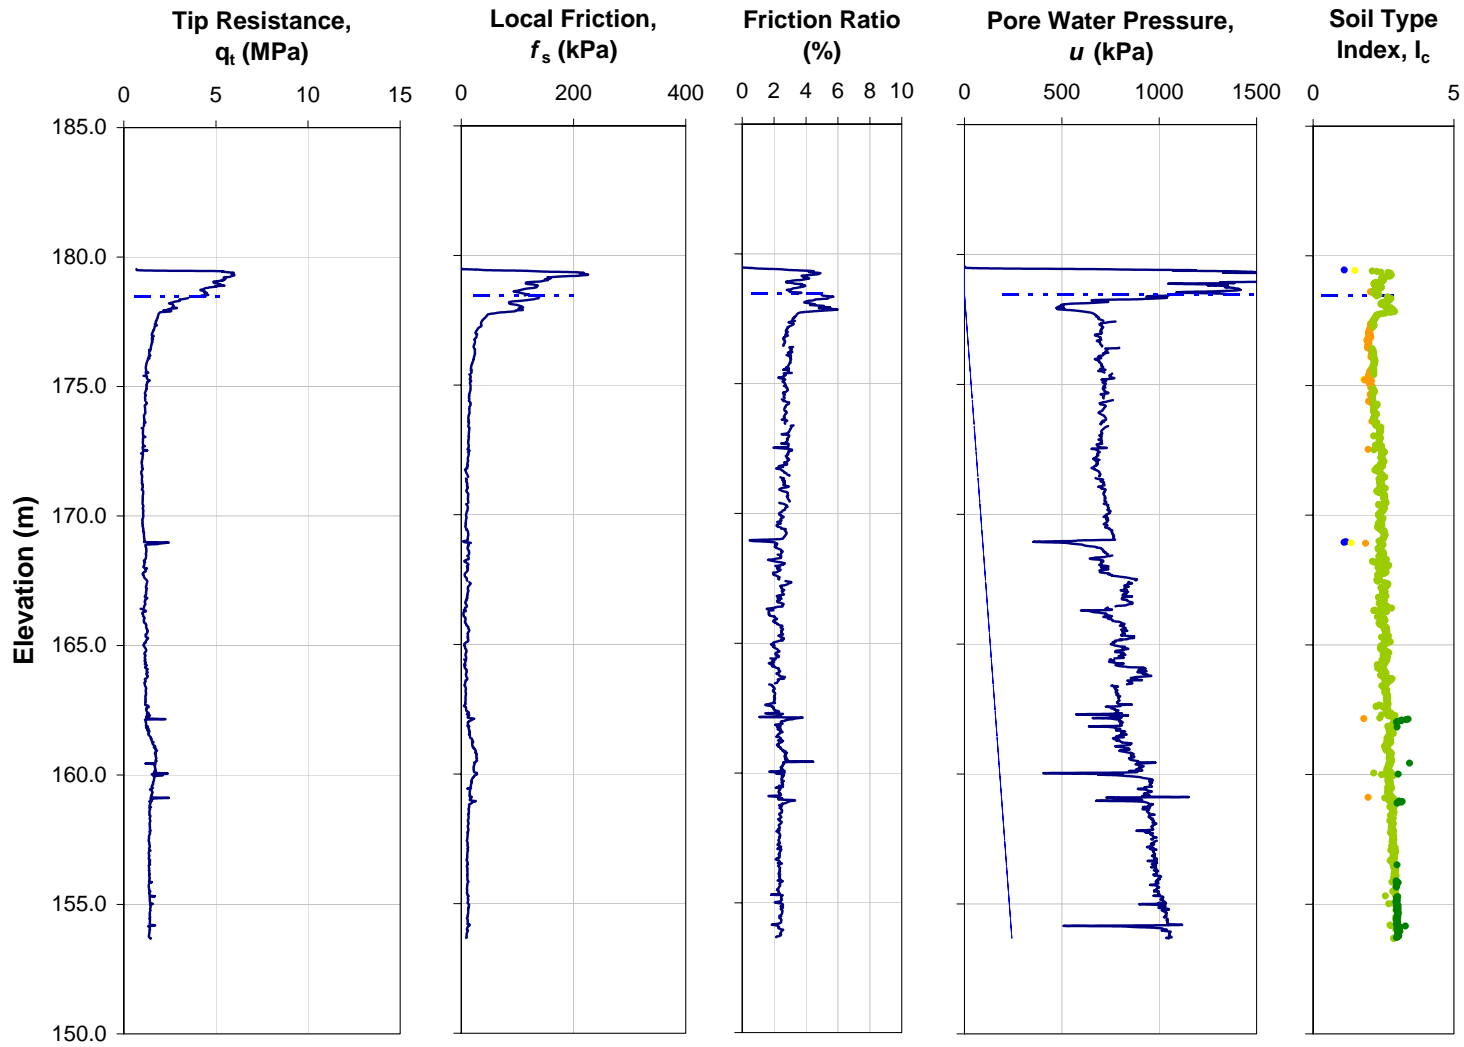 Tip Resistance,
qt (MPa)
Local Friction,
fs (kPa)
Friction Ratio
(%)
Pore Water Pressure,
u (kPa)
Soil Type
Index, Ic
0 5 10 15
0 200 400
0 2 4 6 8 10
0 500 1000 1500
0 5
185.0
180.0
175.0
170.0
165.0
160.0
155.0
150.0
Elevation (m)